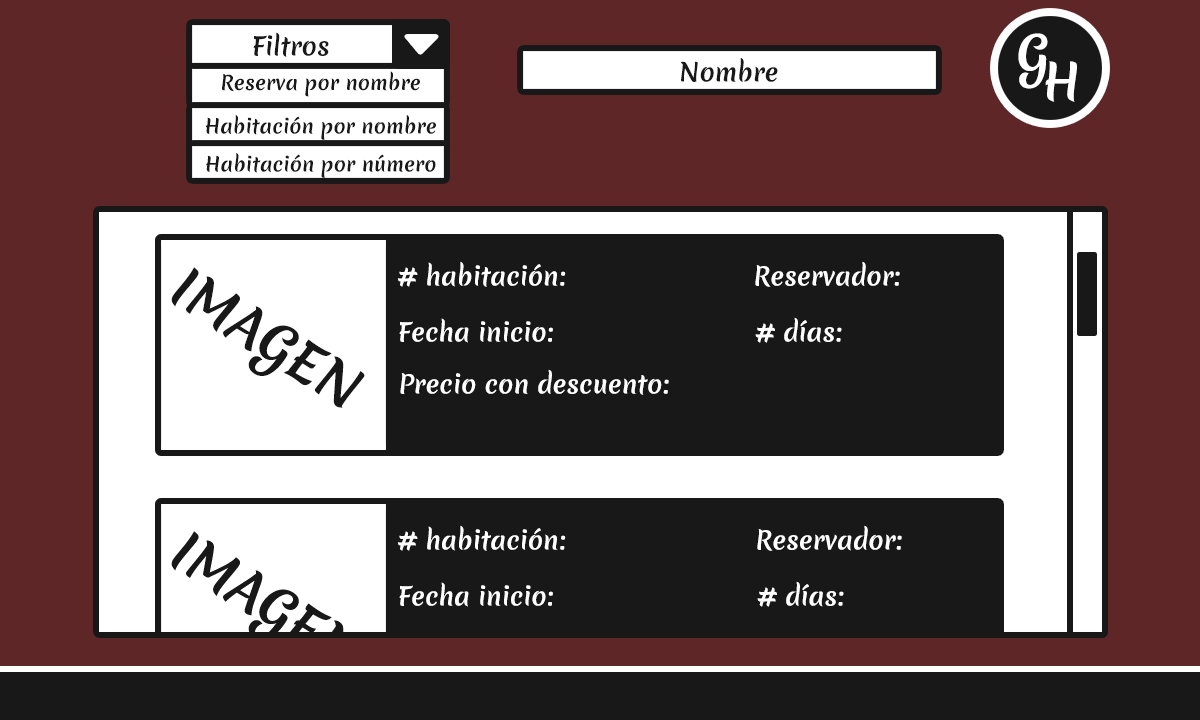 Filtros
Reserva por nombre
Habitación por nombre
Habitación por número
Nombre
GH
IMAGEN
# habitación:
Reservador:
Fecha inicio:
# días:
Precio con descuento:
IMAGEN
# habitación:
Reservador:
Fecha inicio:
# días: